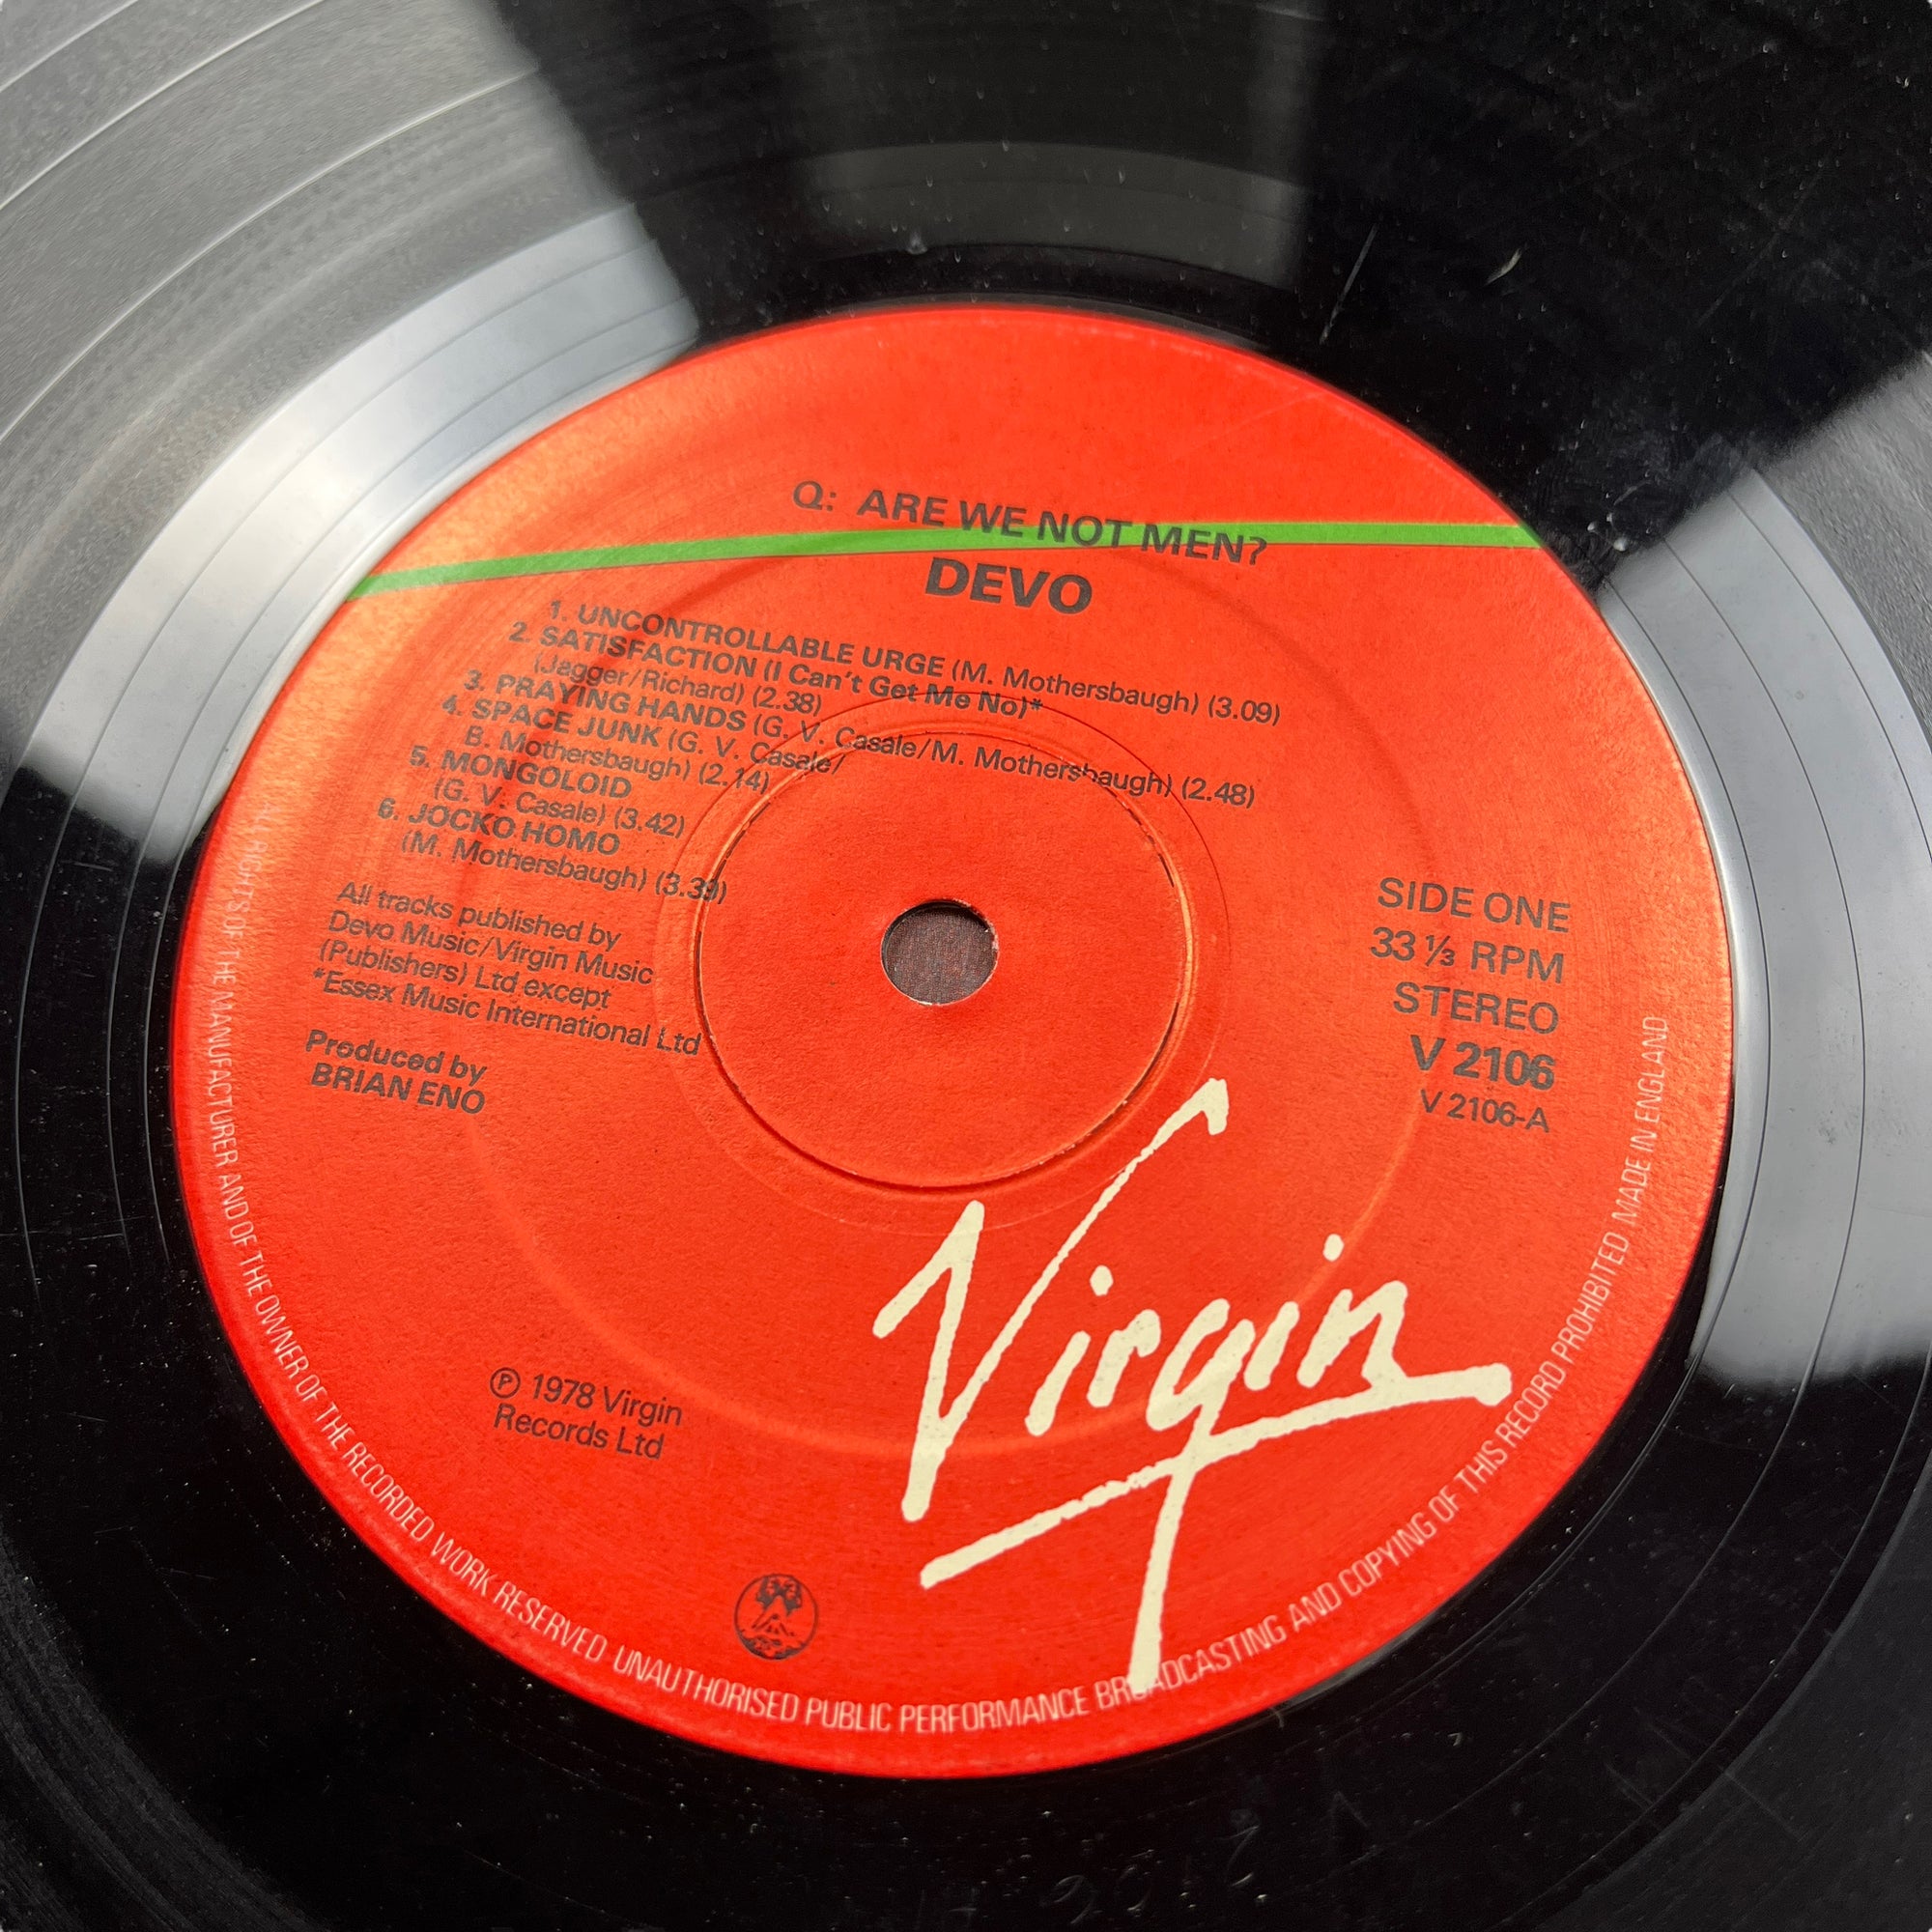 Q: ARE WE NOT MEN?
DEVO
1. UNCONTROLLABLE URGE (M. Mothersbaugh) (3.09)
2. SATISFACTION (I Can't Get Me No)*
(Jagger/Richard) (2.38)
3. PRAYING HANDS (G. V. Casale/M. Mothersbaugh) (2.48)
4. SPACE JUNK (G. V. Casale/
B. Mothersbaugh) (2.14)
5. MONGOLOID
(G. V. Casale) (3.42)
6. JOCKO HOMO
(M. Mothersbaugh) (3.39)
All tracks published by
Devo Music/Virgin Music
(Publishers) Ltd except
*Essex Music International Ltd
Produced by
BRIAN ENO
SIDE ONE
33 ⅓ RPM
STEREO
V 2106
V 2106-A
Virgin
Ⓟ 1978 Virgin
Records Ltd
ALL RIGHTS OF THE MANUFACTURER AND OF THE OWNER OF THE RECORDED WORK RESERVED UNAUTHORISED PUBLIC PERFORMANCE BROADCASTING AND COPYING OF THIS RECORD PROHIBITED MADE IN ENGLAND